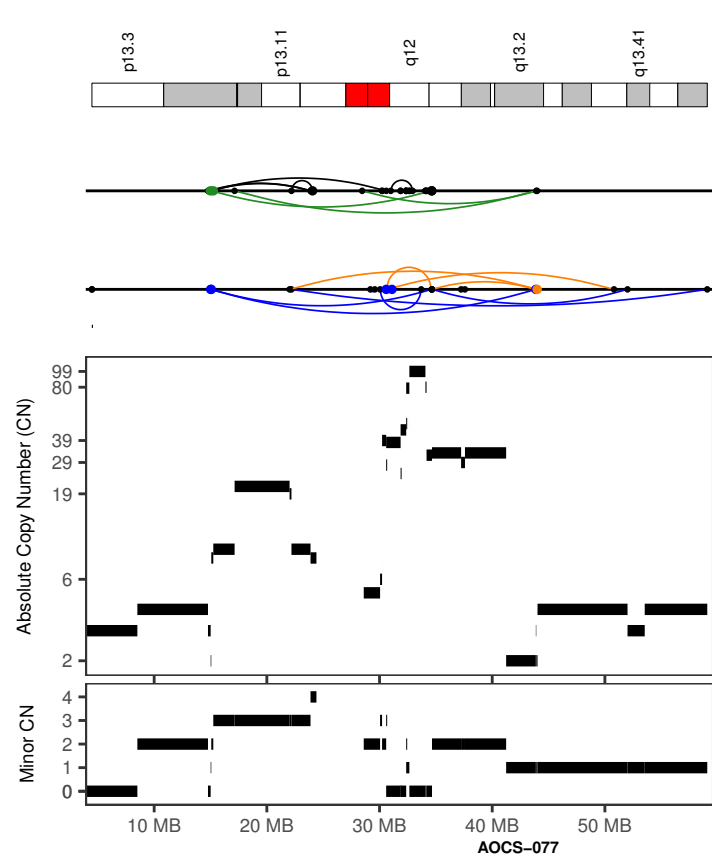 p13.3 p13.11 q12 q13.2 q13.41
Absolute Copy Number (CN)
99
80
39
29
19
6
2
Minor CN
4
3
2
1
0
10 MB 20 MB 30 MB 40 MB 50 MB
AOCS−077